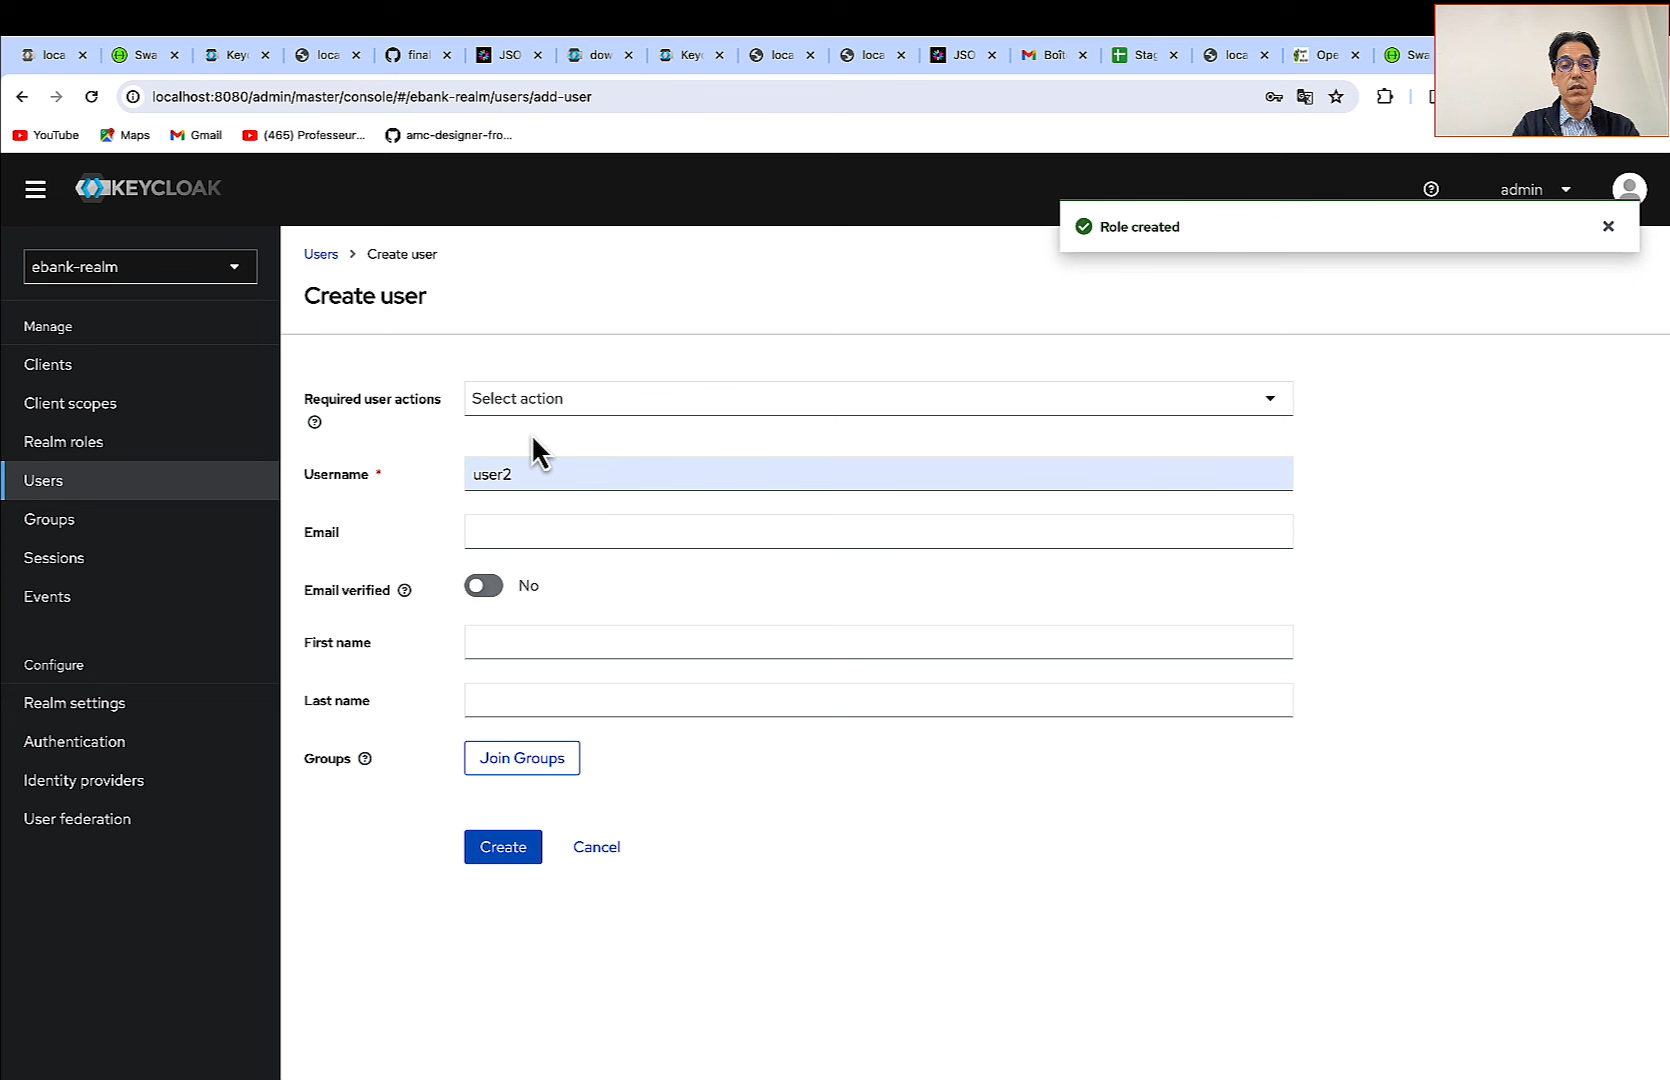 loca
Swa
Key
loca
final
JSO
dow
Key
loca
loca
JSO
Boît
Stag
loca
Ope
Swa
localhost:8080/admin/master/console/#/ebank-realm/users/add-user
YouTube
Maps
Gmail
(465) Professeur...
amc-designer-fro...
KEYCLOAK
admin
Role created
ebank-realm
Manage
Clients
Client scopes
Realm roles
Users
Groups
Sessions
Events
Configure
Realm settings
Authentication
Identity providers
User federation
Users > Create user
Create user
Required user actions
Select action
Username *
user2
Email
Email verified
No
First name
Last name
Groups
Join Groups
Create
Cancel